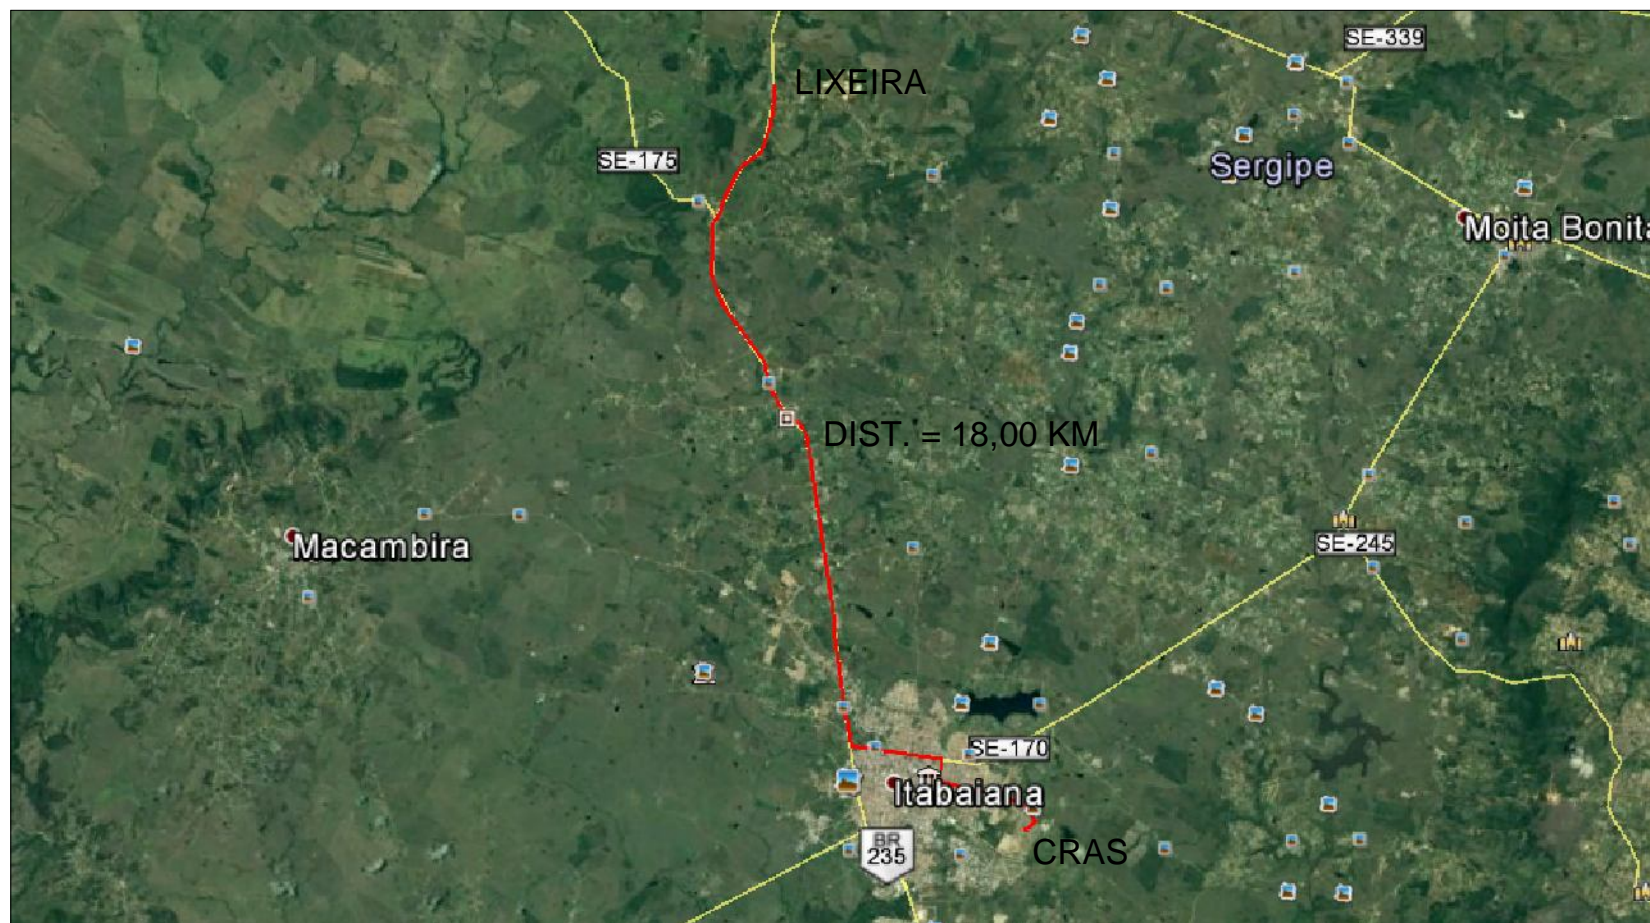 SE-339
LIXEIRA
SE-175
Sergipe
Moita Bonita
DIST. = 18,00 KM
Macambira
SE-245
SE-170
Itabaiana
BR
235
CRAS